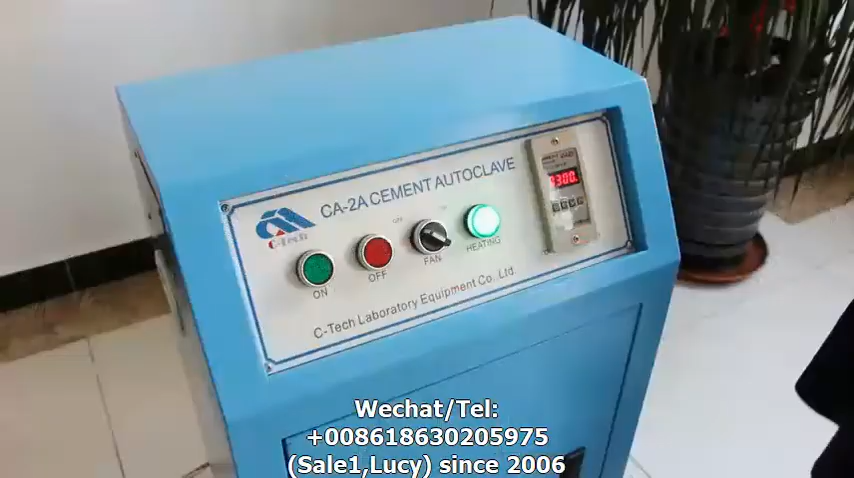 CA-2A CEMENT AUTOCLAVE
C-Tech
ON
OFF
FAN
HEATING
C-Tech Laboratory Equipment Co., Ltd.
Wechat/Tel:
+008618630205975
(Sale1,Lucy) since 2006